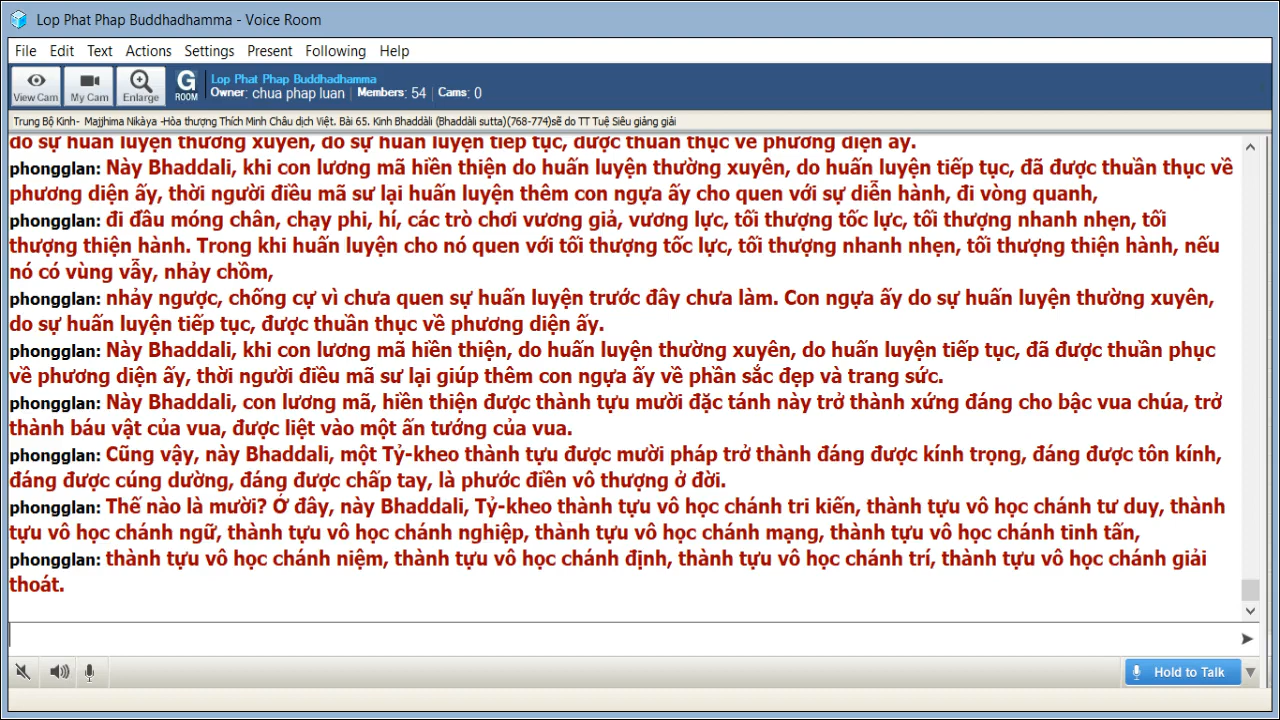 Lop Phat Phap Buddhadhamma - Voice Room
File Edit Text Actions Settings Present Following Help
View Cam My Cam Enlarge G ROOM
Lop Phat Phap Buddhadhamma
Owner: chua phap luan | Members: 54 | Cams: 0
Trung Bộ Kinh- Majjhima Nikàya -Hòa thượng Thích Minh Châu dịch Việt. Bài 65. Kinh Bhaddàli (Bhaddàli sutta)(768-774)sẽ do TT Tuệ Siêu giảng giải
do sự huấn luyện thường xuyên, do sự huấn luyện tiếp tục, được thuần thục về phương diện ấy.
phongglan: Này Bhaddali, khi con lương mã hiền thiện do huấn luyện thường xuyên, do huấn luyện tiếp tục, đã được thuần thục về
phương diện ấy, thời người điều mã sư lại huấn luyện thêm con ngựa ấy cho quen với sự diễn hành, đi vòng quanh,
phongglan: đi đầu móng chân, chạy phi, hí, các trò chơi vương giả, vương lực, tối thượng tốc lực, tối thượng nhanh nhẹn, tối
thượng thiện hành. Trong khi huấn luyện cho nó quen với tối thượng tốc lực, tối thượng nhanh nhẹn, tối thượng thiện hành, nếu
nó có vùng vẫy, nhảy chồm,
phongglan: nhảy ngược, chống cự vì chưa quen sự huấn luyện trước đây chưa làm. Con ngựa ấy do sự huấn luyện thường xuyên,
do sự huấn luyện tiếp tục, được thuần thục về phương diện ấy.
phongglan: Này Bhaddali, khi con lương mã hiền thiện, do huấn luyện thường xuyên, do huấn luyện tiếp tục, đã được thuần phục
về phương diện ấy, thời người điều mã sư lại giúp thêm con ngựa ấy về phần sắc đẹp và trang sức.
phongglan: Này Bhaddali, con lương mã, hiền thiện được thành tựu mười đặc tánh này trở thành xứng đáng cho bậc vua chúa, trở
thành báu vật của vua, được liệt vào một ấn tướng của vua.
phongglan: Cũng vậy, này Bhaddali, một Tỷ-kheo thành tựu được mười pháp trở thành đáng được kính trọng, đáng được tôn kính,
đáng được cúng dường, đáng được chấp tay, là phước điền vô thượng ở đời.
phongglan: Thế nào là mười? Ở đây, này Bhaddali, Tỷ-kheo thành tựu vô học chánh tri kiến, thành tựu vô học chánh tư duy, thành
tựu vô học chánh ngữ, thành tựu vô học chánh nghiệp, thành tựu vô học chánh mạng, thành tựu vô học chánh tinh tấn,
phongglan: thành tựu vô học chánh niệm, thành tựu vô học chánh định, thành tựu vô học chánh trí, thành tựu vô học chánh giải
thoát.
Hold to Talk